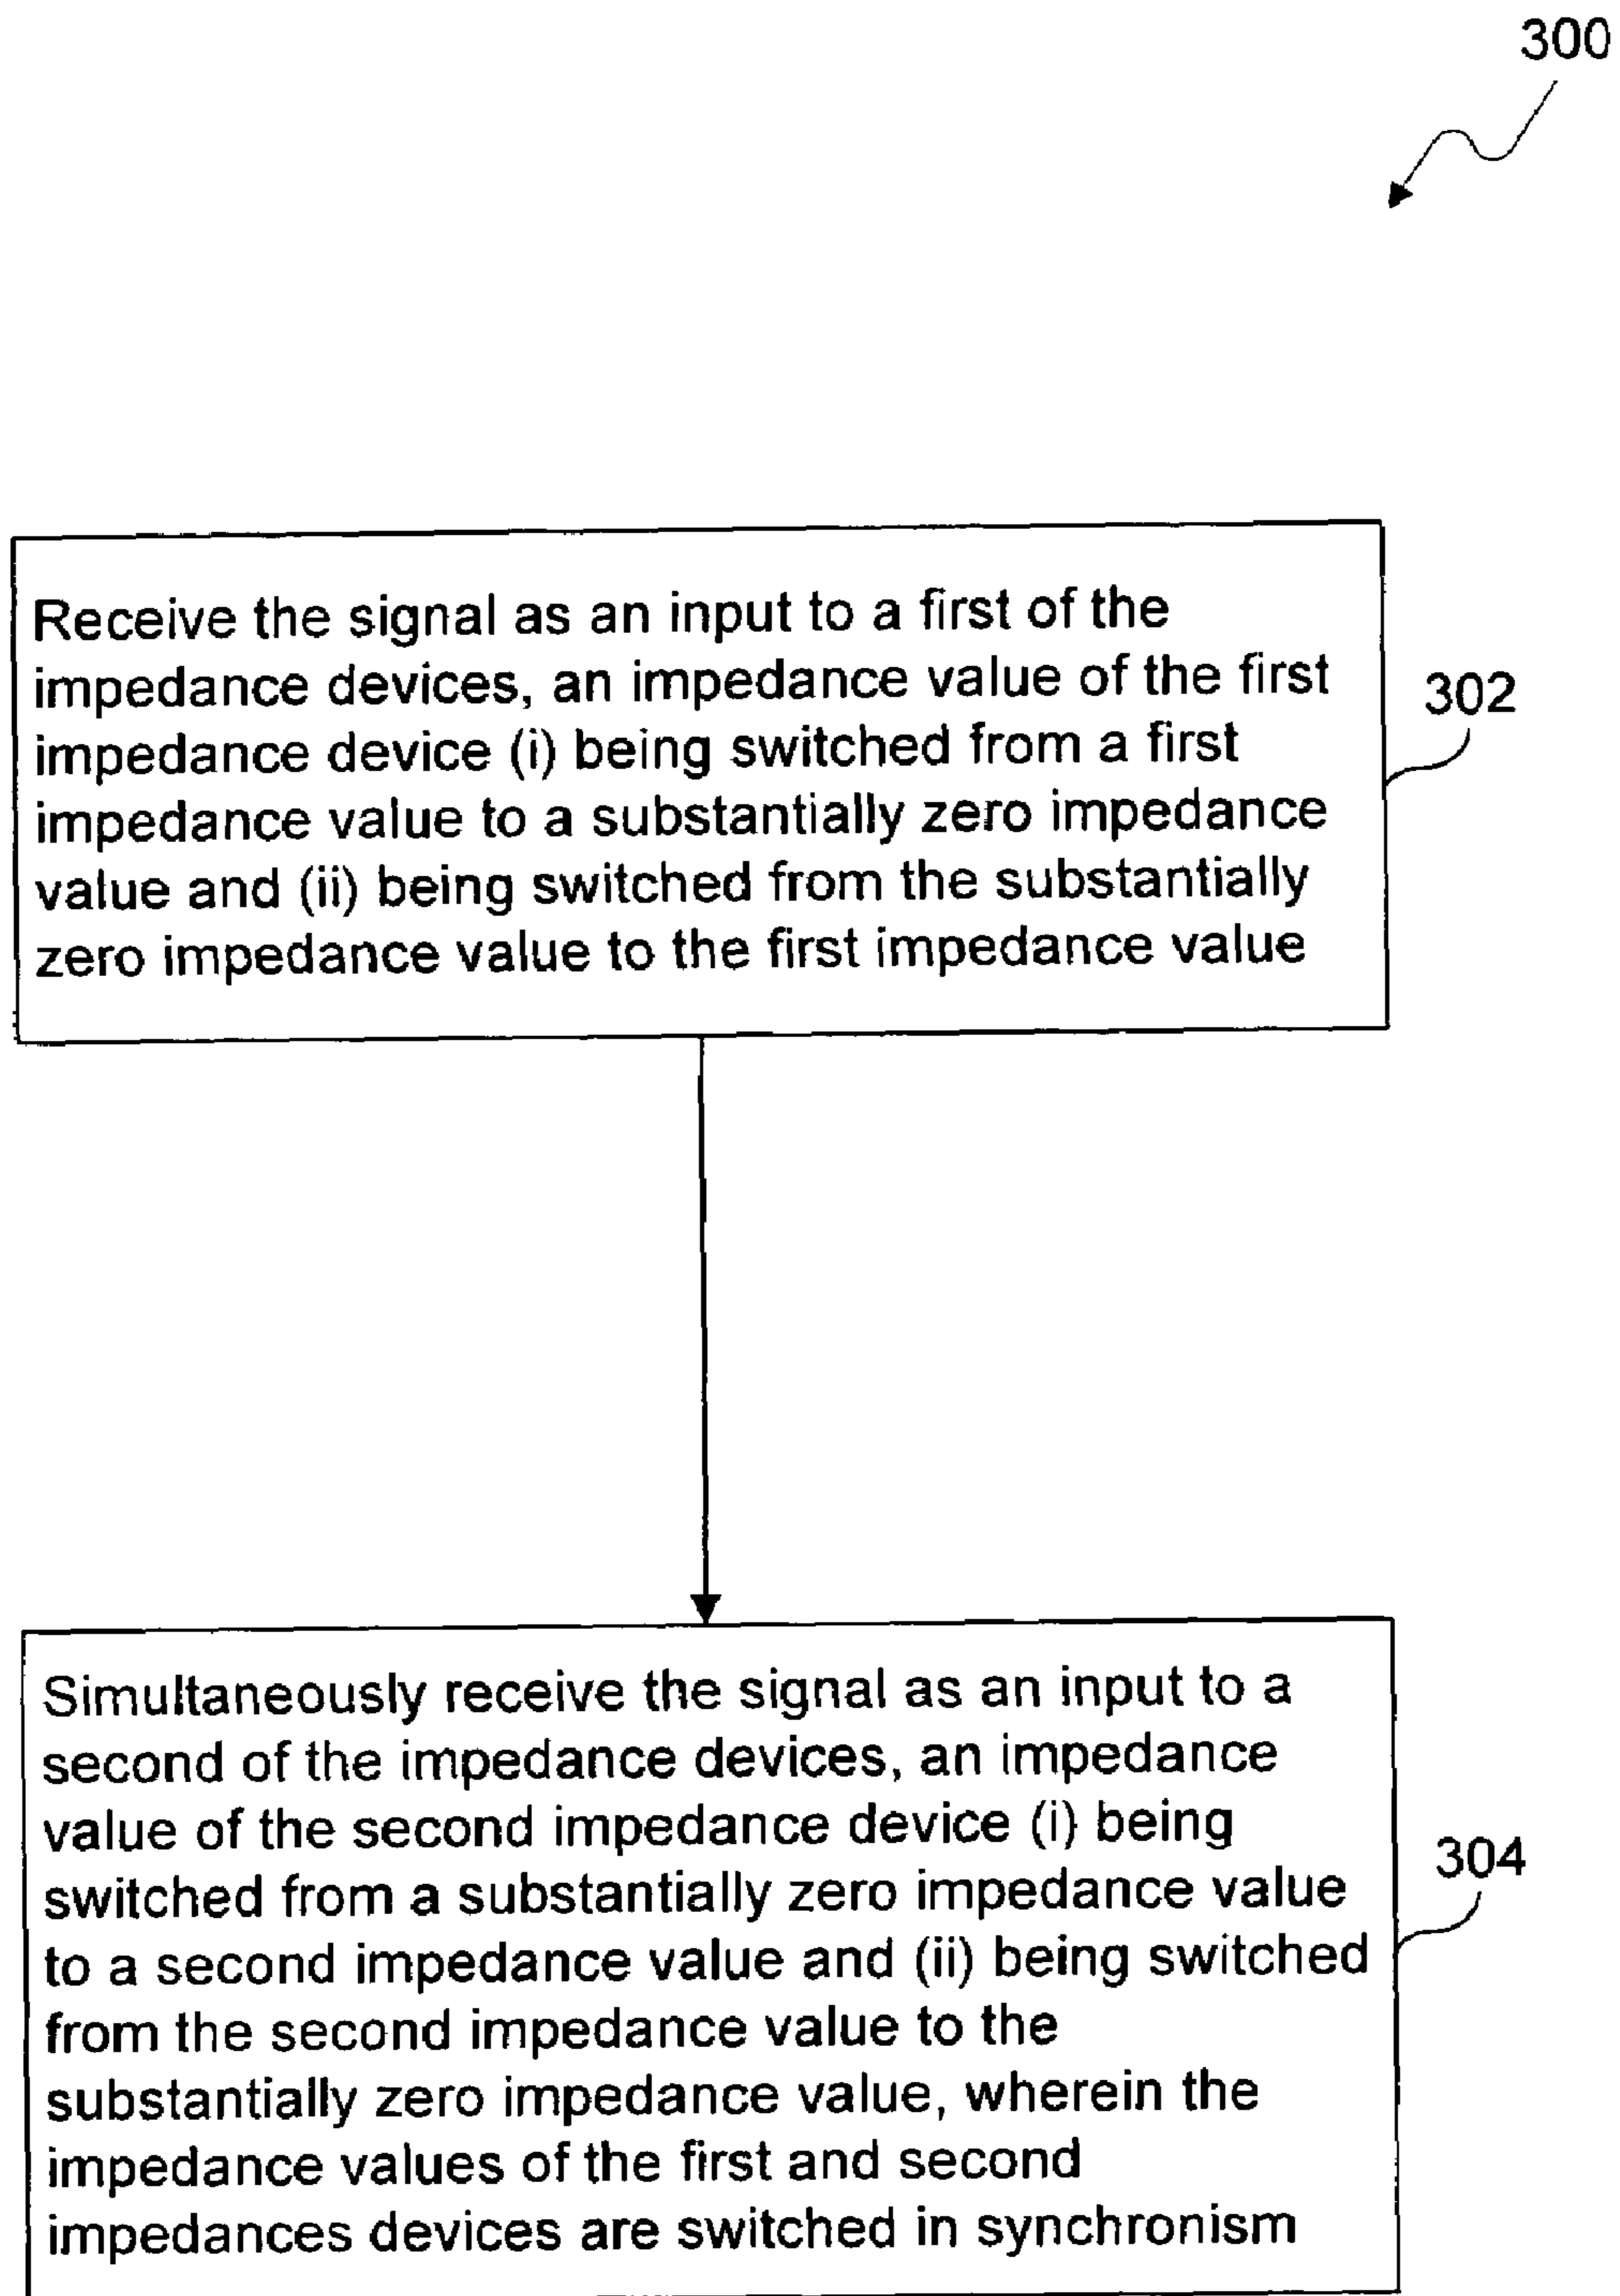 300
Receive the signal as an input to a first of the
impedance devices, an impedance value of the first
impedance device (i) being switched from a first
impedance value to a substantially zero impedance
value and (ii) being switched from the substantially
zero impedance value to the first impedance value
302
Simultaneously receive the signal as an input to a
second of the impedance devices, an impedance
value of the second impedance device (i) being
switched from a substantially zero impedance value
to a second impedance value and (ii) being switched
from the second impedance value to the
substantially zero impedance value, wherein the
impedance values of the first and second
impedances devices are switched in synchronism
304